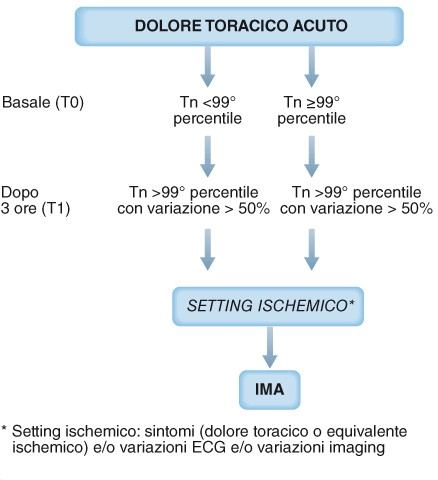 DOLORE TORACICO ACUTO
Basale (T0)
Tn <99°
percentile
Tn ≥99°
percentile
Dopo
3 ore (T1)
Tn >99° percentile
con variazione > 50%
Tn >99° percentile
con variazione > 50%
SETTING ISCHEMICO*
IMA
* Setting ischemico: sintomi (dolore toracico o equivalente
ischemico) e/o variazioni ECG e/o variazioni imaging